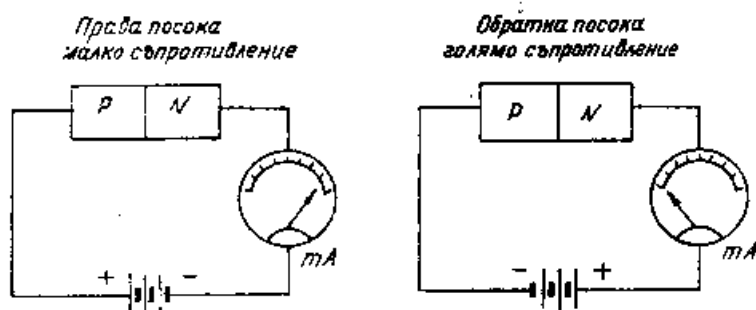 Права посока
малко съпротивление
P N
mA
+ -
Обратна посока
голямо съпротивление
P N
mA
- +